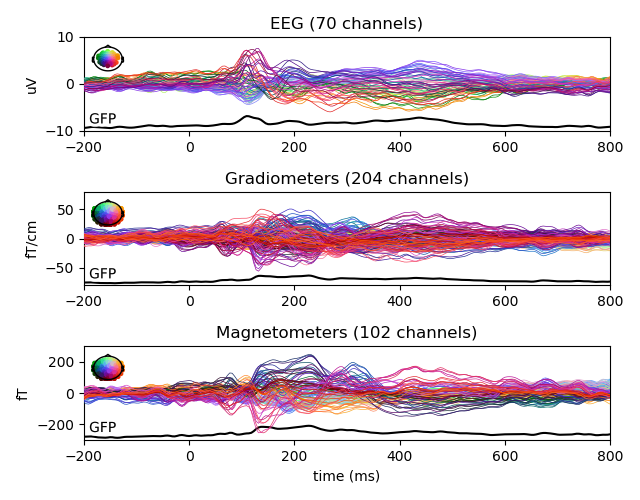 EEG (70 channels)
10
0
−10
uV
GFP
−200 0 200 400 600 800
Gradiometers (204 channels)
50
0
−50
fT/cm
GFP
−200 0 200 400 600 800
Magnetometers (102 channels)
200
0
−200
fT
GFP
−200 0 200 400 600 800
time (ms)